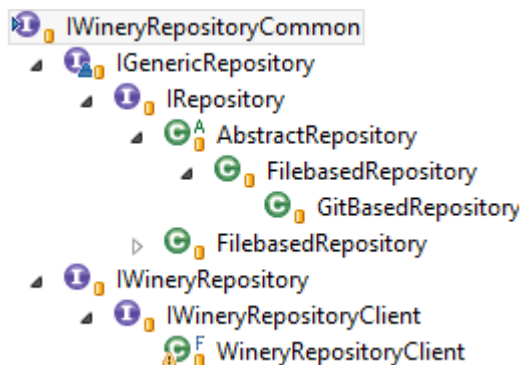 IWineryRepositoryCommon
IGenericRepository
IRepository
AbstractRepository
FilebasedRepository
GitBasedRepository
FilebasedRepository
IWineryRepository
IWineryRepositoryClient
WineryRepositoryClient